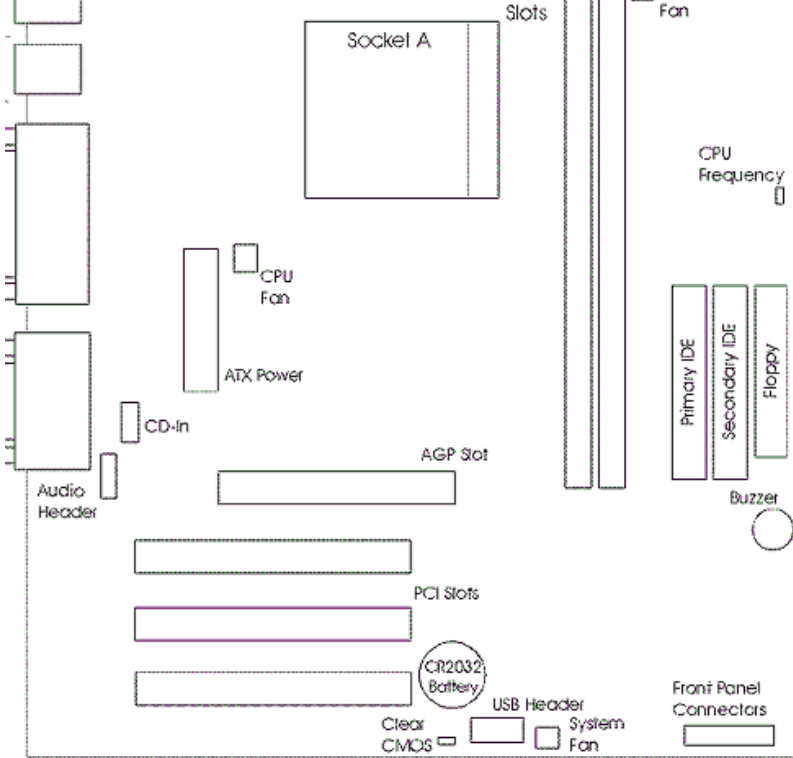 Slots
Fan
Socket A
CPU
Frequency
CPU
Fan
ATX Power
Primary IDE
Secondary IDE
Floppy
CD-In
AGP Slot
Audio
Header
Buzzer
PCI Slots
CR2032
Battery
USB Header
Front Panel
Connectors
Clear
CMOS
System
Fan